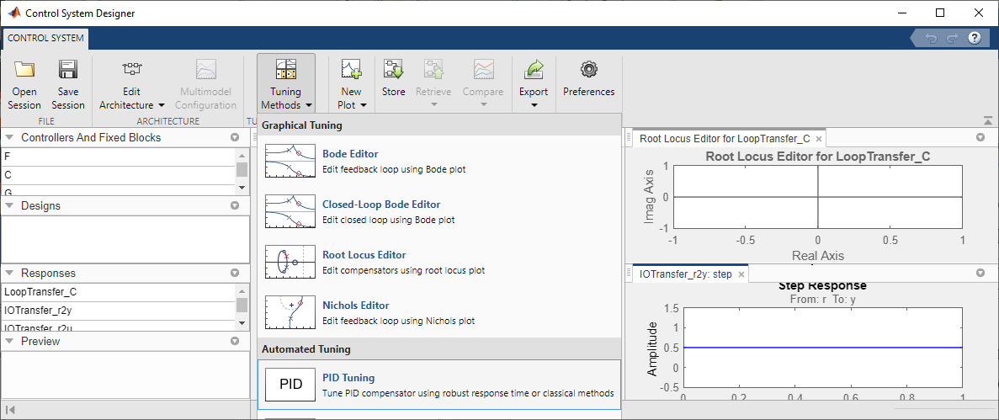 Control System Designer
CONTROL SYSTEM
?
Open Session
Save Session
Edit Architecture
Multimodel Configuration
Tuning Methods
New Plot
Store
Retrieve
Compare
Export
Preferences
FILE
ARCHITECTURE
TU
Controllers And Fixed Blocks
F
C
G
Designs
Responses
LoopTransfer_C
IOTransfer_r2y
IOTransfer_r2u
Preview
Graphical Tuning
Bode Editor
Edit feedback loop using Bode plot
Closed-Loop Bode Editor
Edit closed loop using Bode plot
Root Locus Editor
Edit compensators using root locus plot
Nichols Editor
Edit feedback loop using Nichols plot
Automated Tuning
PID
PID Tuning
Tune PID compensator using robust response time or classical methods
Root Locus Editor for LoopTransfer_C
Root Locus Editor for LoopTransfer_C
Imag Axis
1
0
-1
-1 -0.5 0 0.5 1
Real Axis
IOTransfer_r2y: step
Step Response
From: r To: y
Amplitude
1.5
1
0.5
0
-0.5
0 0.2 0.4 0.6 0.8 1